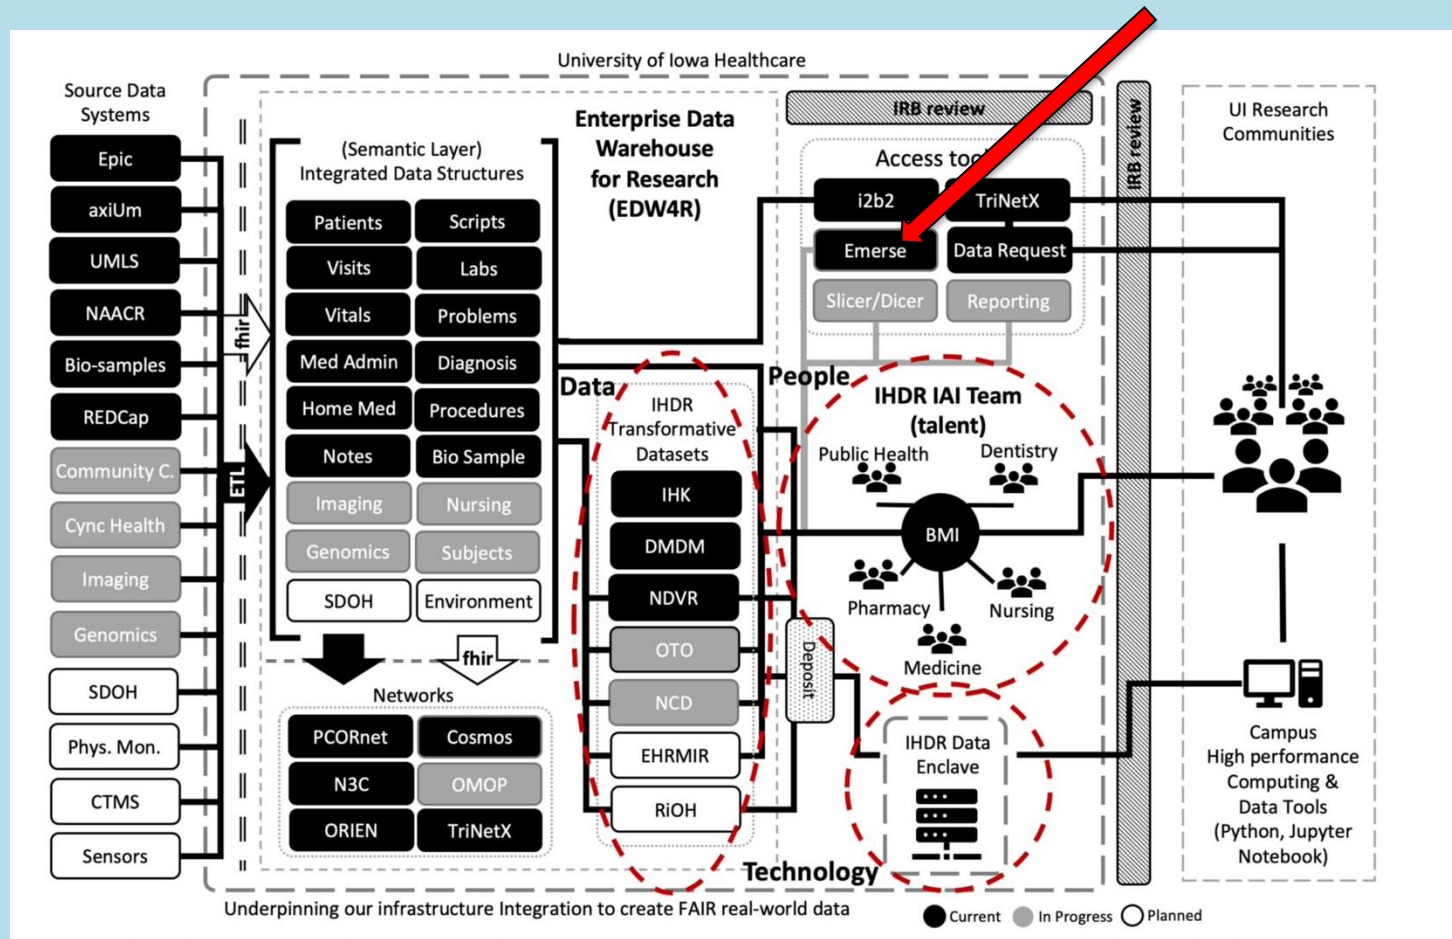 University of Iowa Healthcare
Source Data
Systems
Epic
axiUm
UMLS
NAACR
Bio-samples
REDCap
Community C.
Cync Health
Imaging
Genomics
SDOH
Phys. Mon.
CTMS
Sensors
fhir
ETL
(Semantic Layer)
Integrated Data Structures
Patients
Scripts
Visits
Labs
Vitals
Problems
Med Admin
Diagnosis
Home Med
Procedures
Notes
Bio Sample
Imaging
Nursing
Genomics
Subjects
SDOH
Environment
fhir
Networks
PCORnet
Cosmos
N3C
OMOP
ORIEN
TriNetX
Enterprise Data
Warehouse
for Research
(EDW4R)
Data
IHDR
Transformative
Datasets
IHK
DMDM
NDVR
OTO
NCD
EHRMIR
RiOH
Deposit
IRB review
Access
i2b2
TriNetX
Emerse
Data Request
Slicer/Dicer
Reporting
People
IHDR IAI Team
(talent)
Public Health
Dentistry
BMI
Pharmacy
Nursing
Medicine
IHDR Data
Enclave
Technology
IRB review
UI Research
Communities
Campus
High performance
Computing &
Data Tools
(Python, Jupyter
Notebook)
Underpinning our infrastructure Integration to create FAIR real-world data
Current
In Progress
Planned